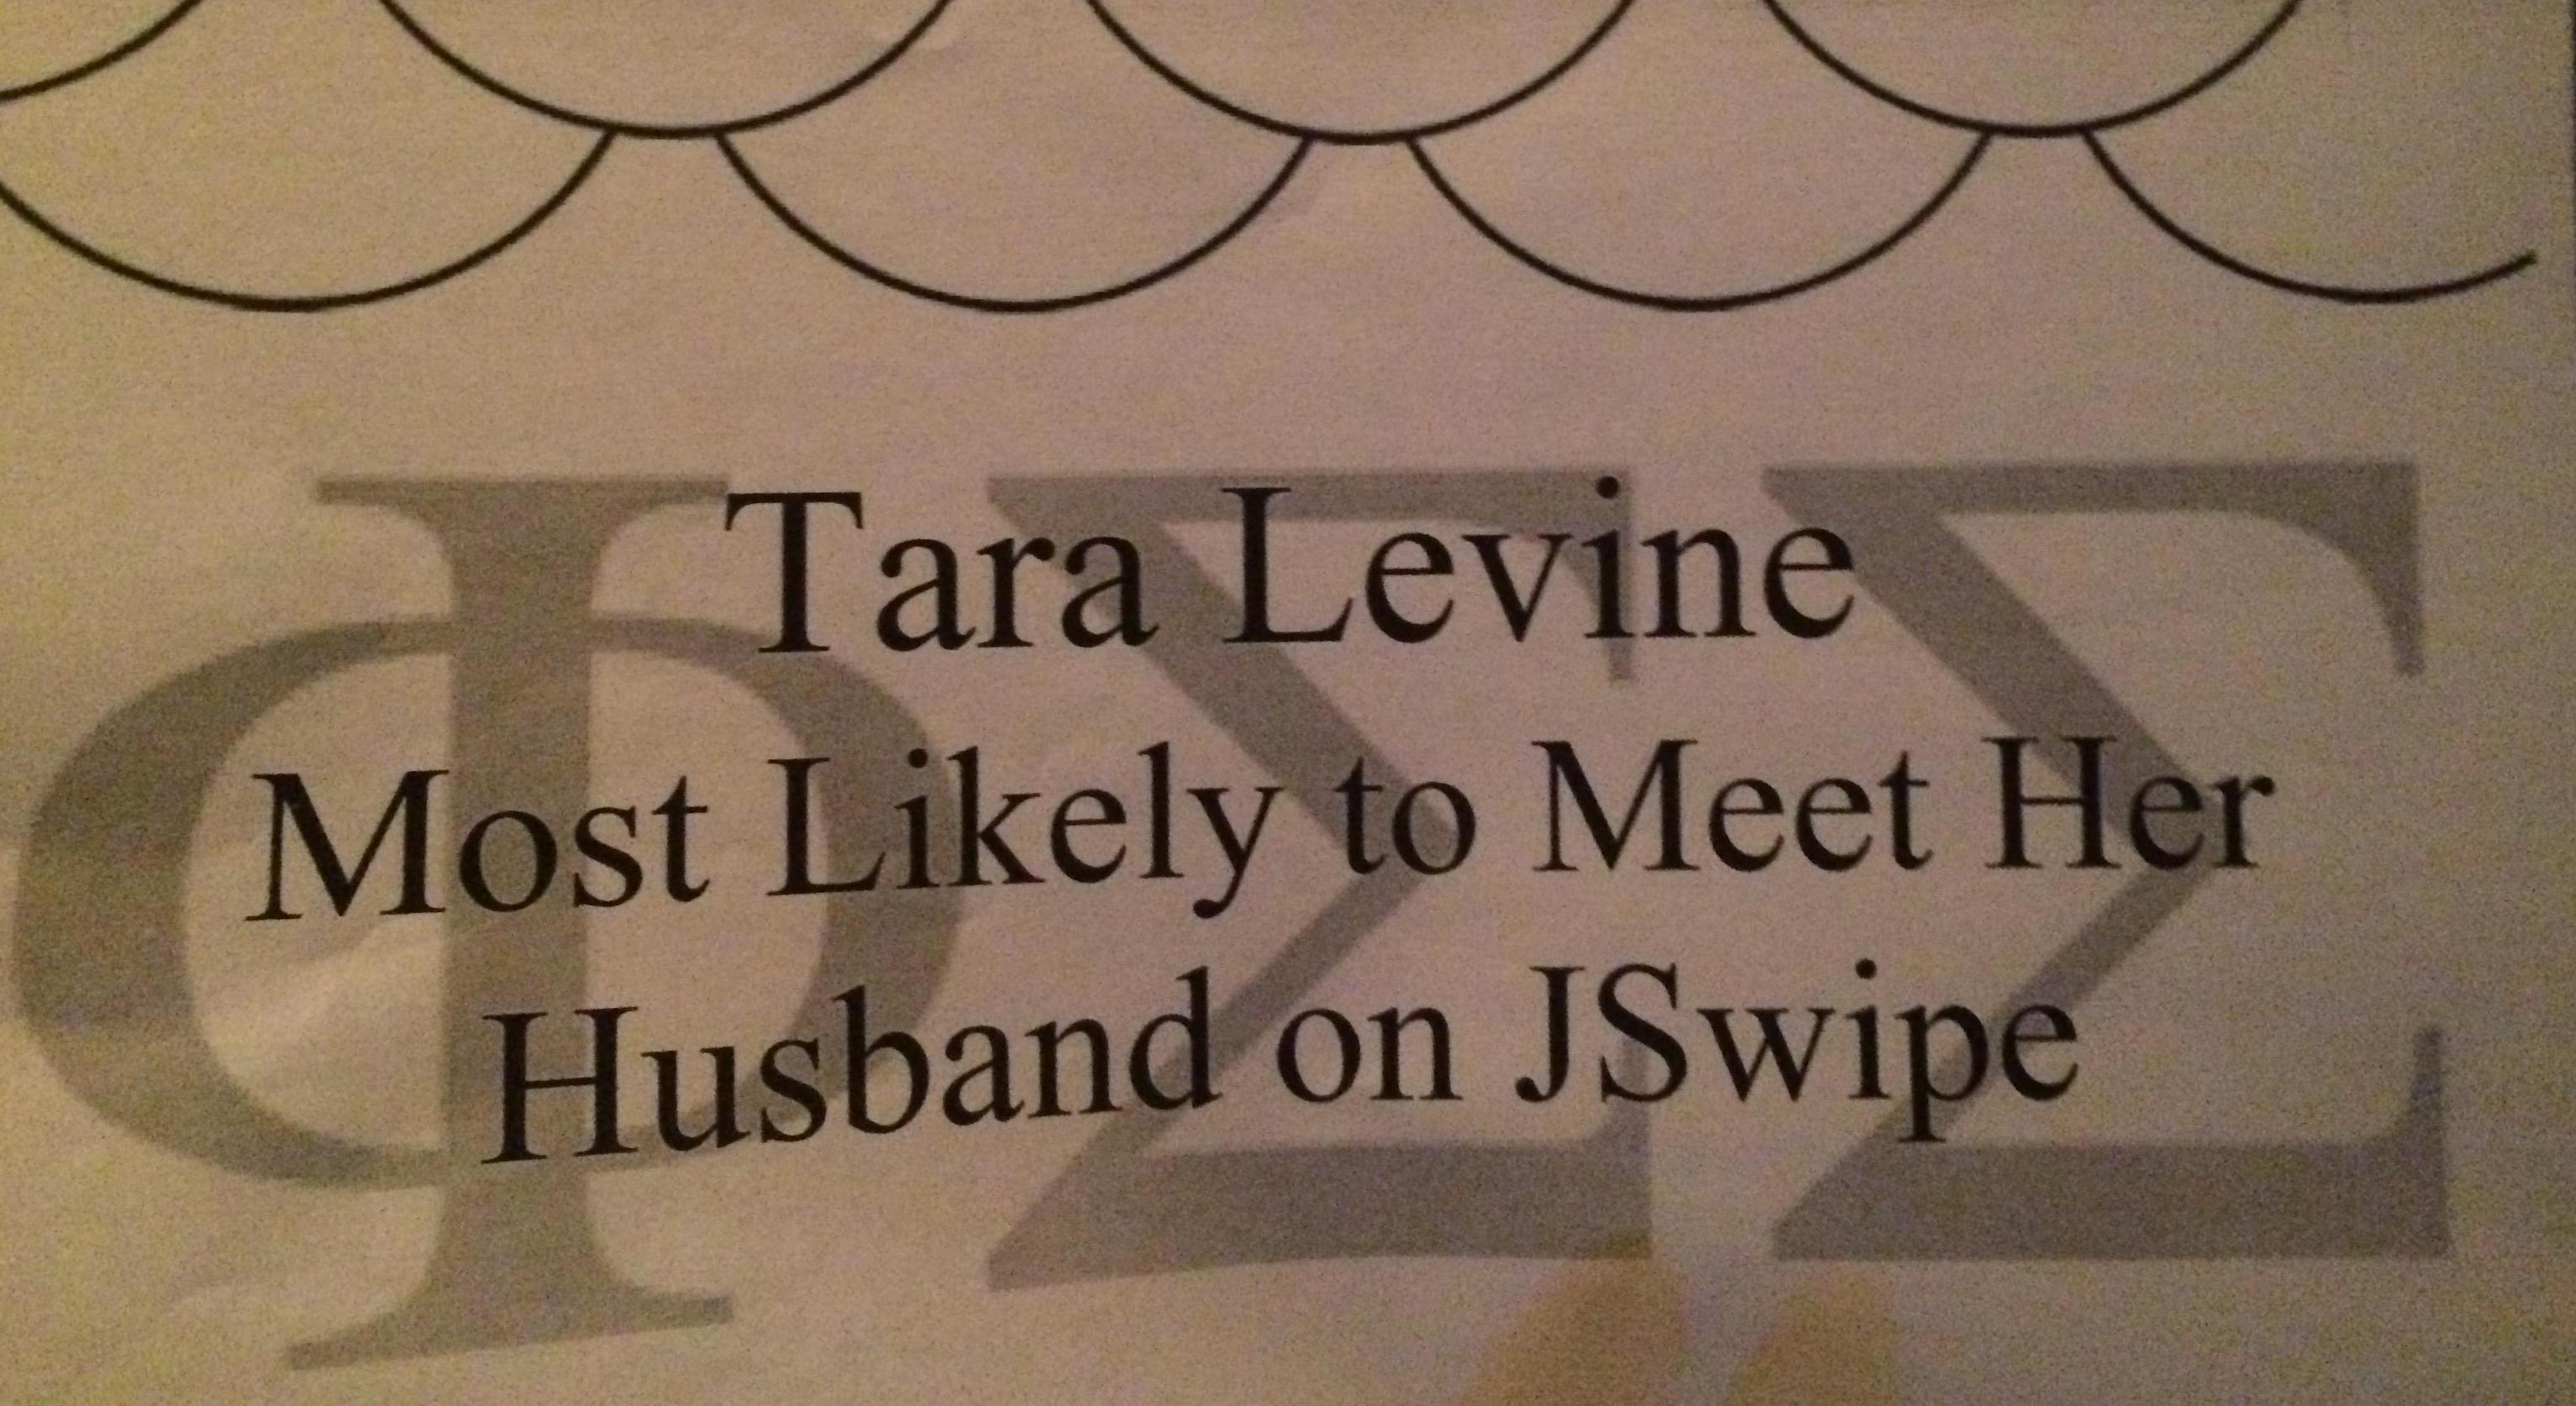 ΦΣΣ
Tara Levine
Most Likely to Meet Her
Husband on JSwipe